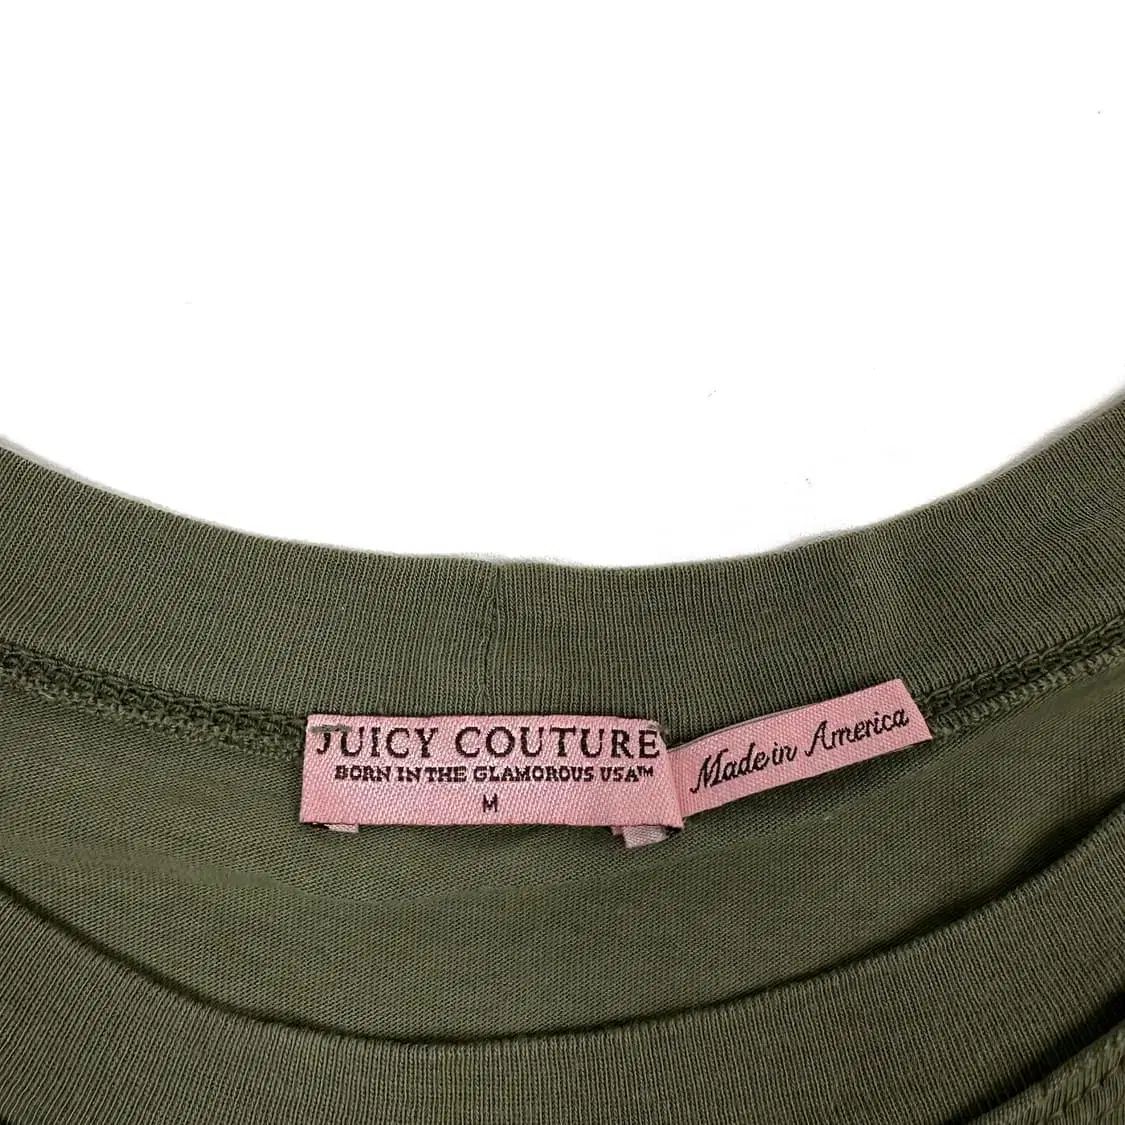 JUICY COUTURE
BORN IN THE GLAMOROUS USA™
M
Made in America